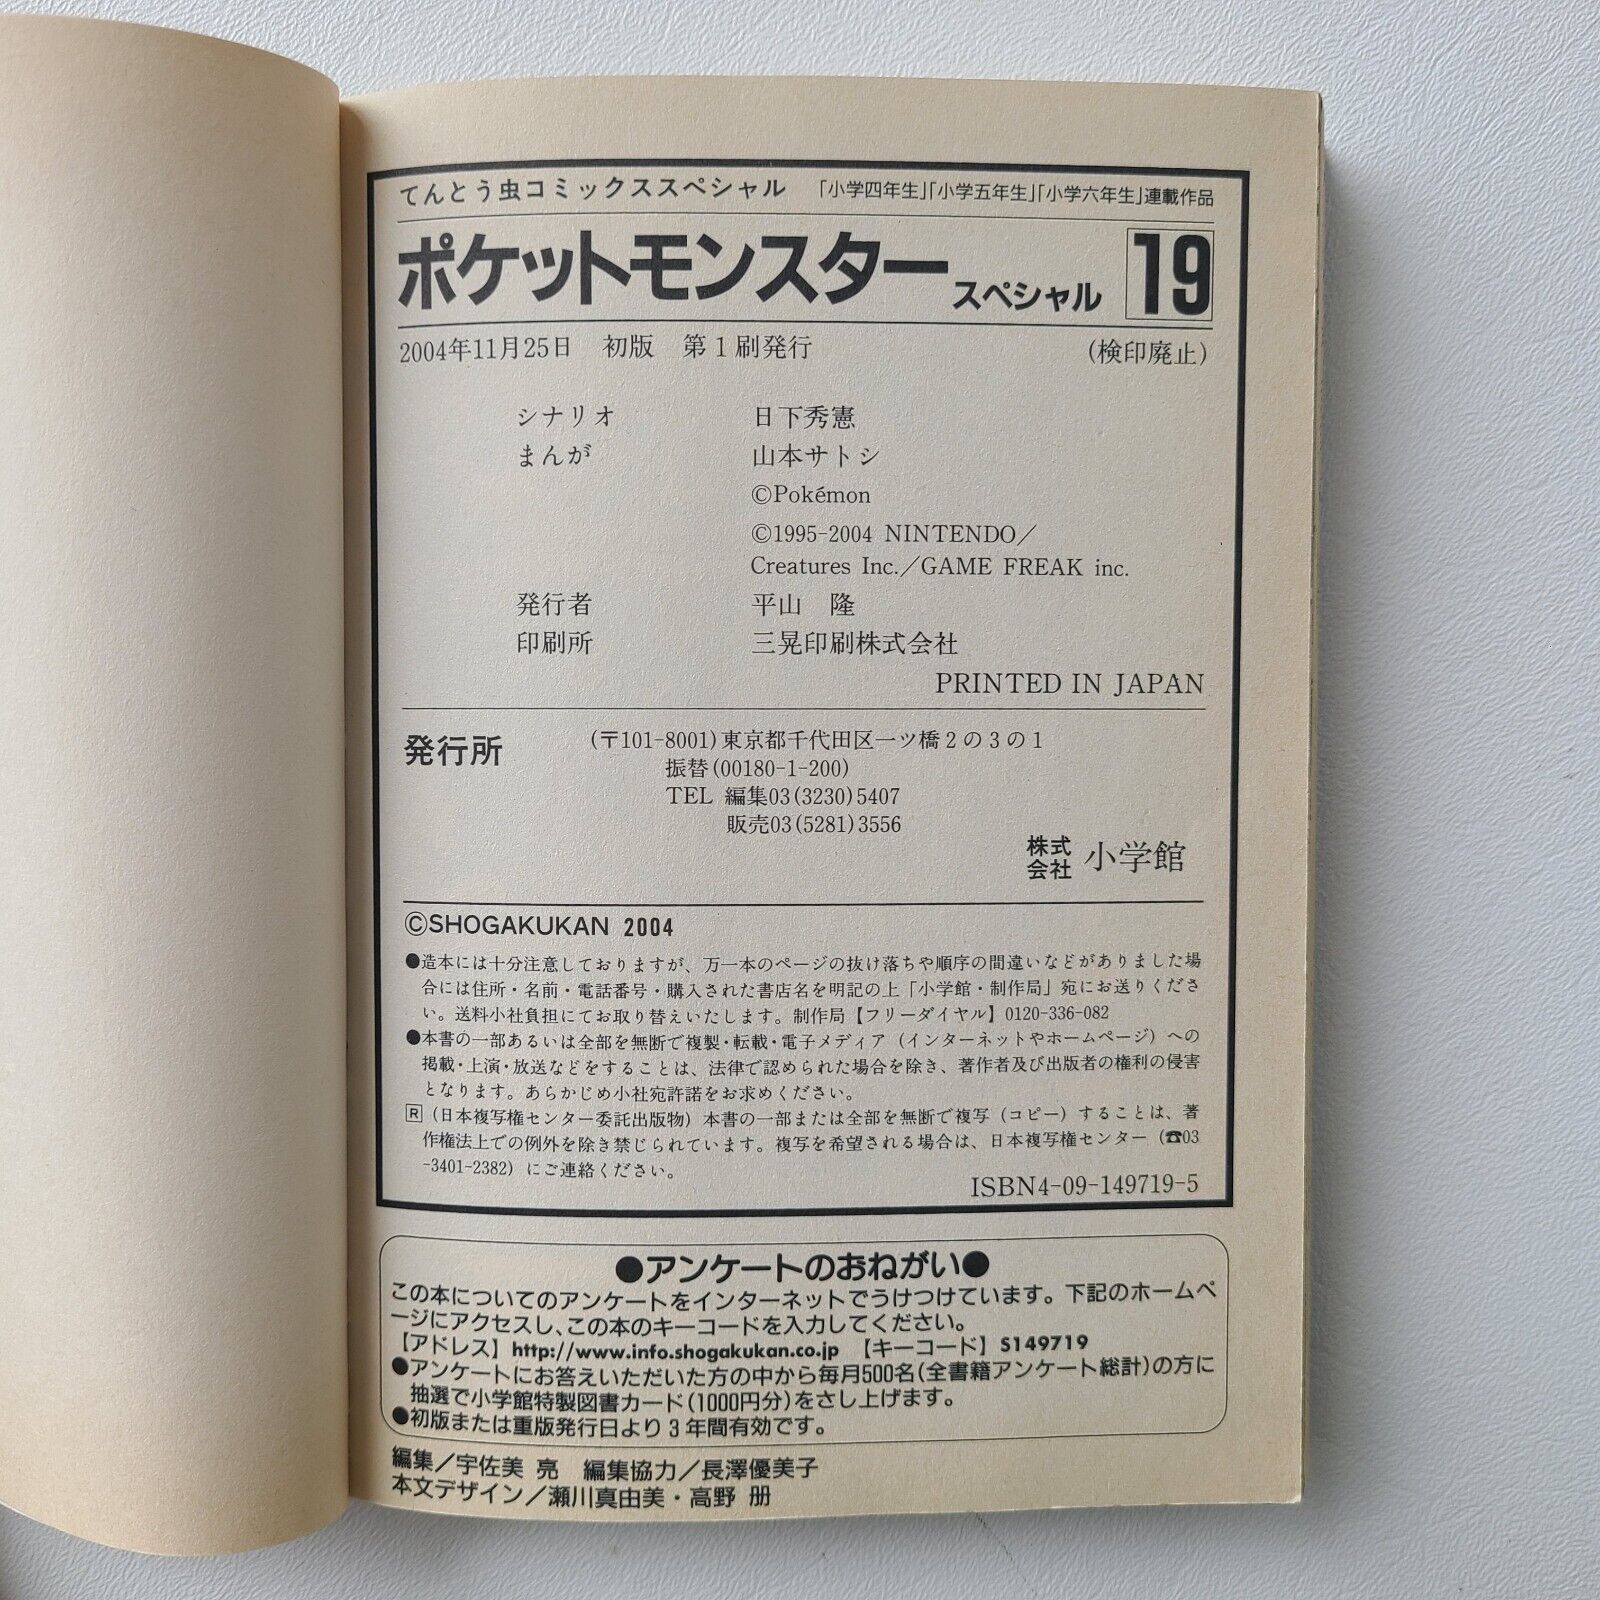 てんとう虫コミックススペシャル 「小学四年生」「小学五年生」「小学六年生」連載作品
ポケットモンスタースペシャル 19
2004年11月25日 初版 第1刷発行 (検印廃止)
シナリオ 日下秀憲
まんが 山本サトシ
©Pokémon
©1995-2004 NINTENDO/
Creatures Inc./GAME FREAK inc.
発行者 平山 隆
印刷所 三晃印刷株式会社
PRINTED IN JAPAN
発行所 (〒101-8001)東京都千代田区一ツ橋2の3の1
振替(00180-1-200)
TEL 編集03(3230)5407
販売03(5281)3556
株式会社 小学館
©SHOGAKUKAN 2004
●造本には十分注意しておりますが、万一本のページの抜け落ちや順序の間違いなどがありました場
合には住所・名前・電話番号・購入された書店名を明記の上「小学館・制作局」宛にお送りくださ
い。送料小社負担にてお取り替えいたします。制作局【フリーダイヤル】0120-336-082
●本書の一部あるいは全部を無断で複製・転載・電子メディア(インターネットやホームページ)への
掲載・上演・放送などをすることは、法律で認められた場合を除き、著作者及び出版者の権利の侵害
となります。あらかじめ小社宛許諾をお求めください。
R(日本複写権センター委託出版物)本書の一部または全部を無断で複写(コピー)することは、著
作権法上での例外を除き禁じられています。複写を希望される場合は、日本複写権センター(☎03
-3401-2382)にご連絡ください。
ISBN4-09-149719-5
●アンケートのおねがい●
この本についてのアンケートをインターネットでうけつけています。下記のホームペ
ージにアクセスし、この本のキーコードを入力してください。
【アドレス】http://www.info.shogakukan.co.jp 【キーコード】S149719
●アンケートにお答えいただいた方の中から毎月500名(全書籍アンケート総計)の方に
抽選で小学館特製図書カード(1000円分)をさし上げます。
●初版または重版発行日より3年間有効です。
編集/宇佐美 亮 編集協力/長澤優美子
本文デザイン/瀬川真由美・高野 册